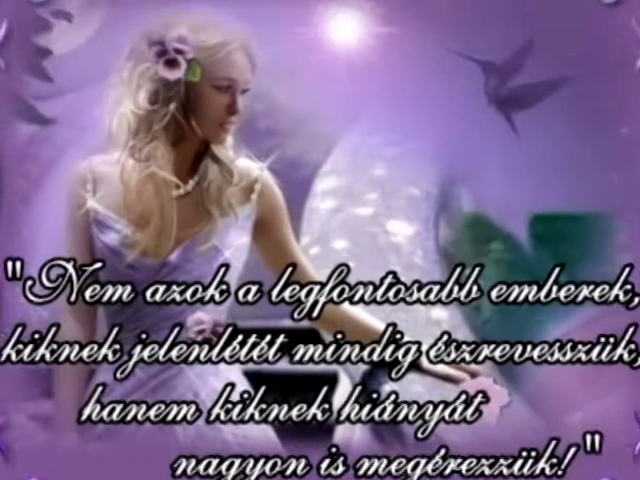 "Nem azok a legfontosabb emberek,
kiknek jelenlétét mindig észrevesszük,
hanem kiknek hiányát
nagyon is megérezzük!"